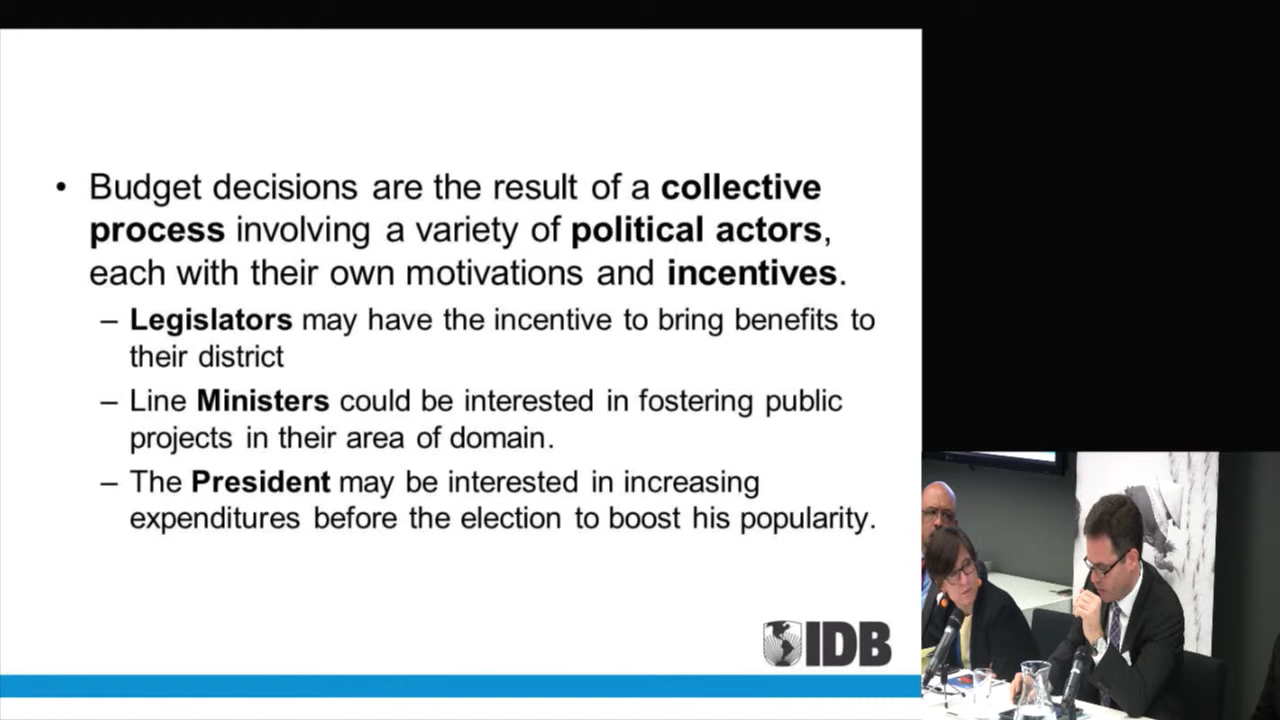 • Budget decisions are the result of a collective
process involving a variety of political actors,
each with their own motivations and incentives.
– Legislators may have the incentive to bring benefits to
their district
– Line Ministers could be interested in fostering public
projects in their area of domain.
– The President may be interested in increasing
expenditures before the election to boost his popularity.
IDB